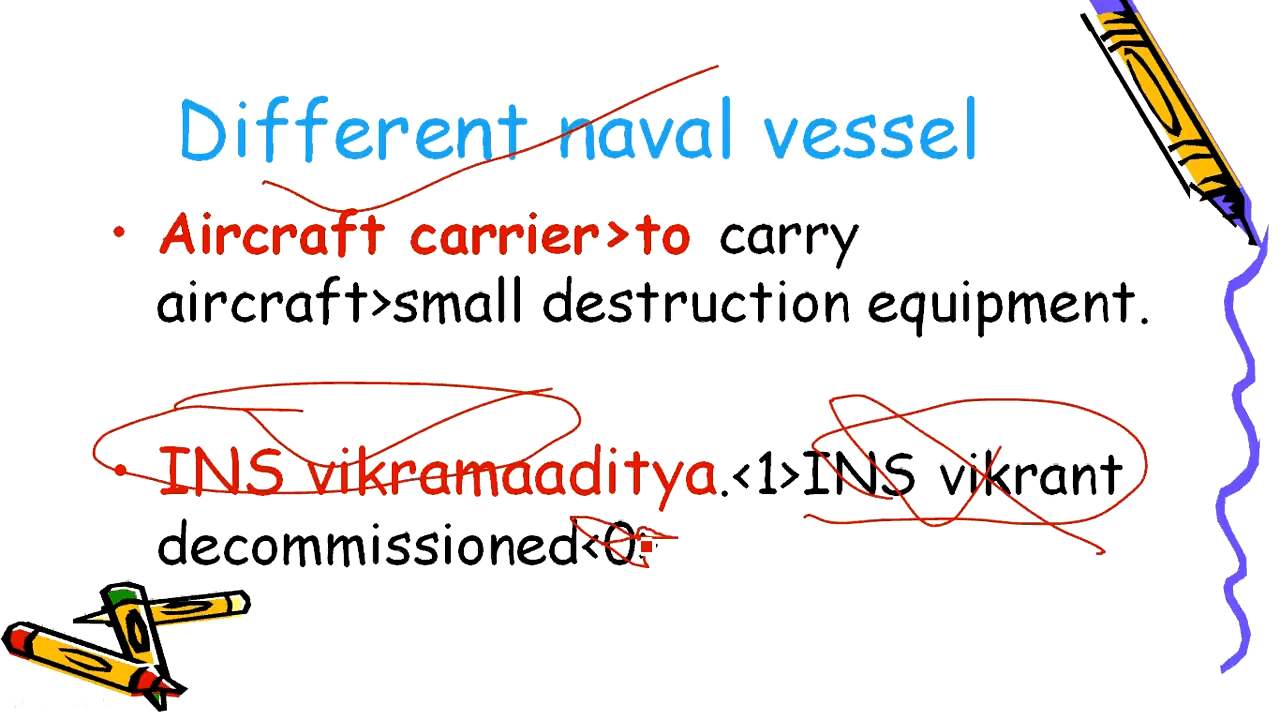 Different naval vessel
• Aircraft carrier>to carry
aircraft>small destruction equipment.
• INS vikramaaditya.<1>INS vikrant
decommissioned<0>